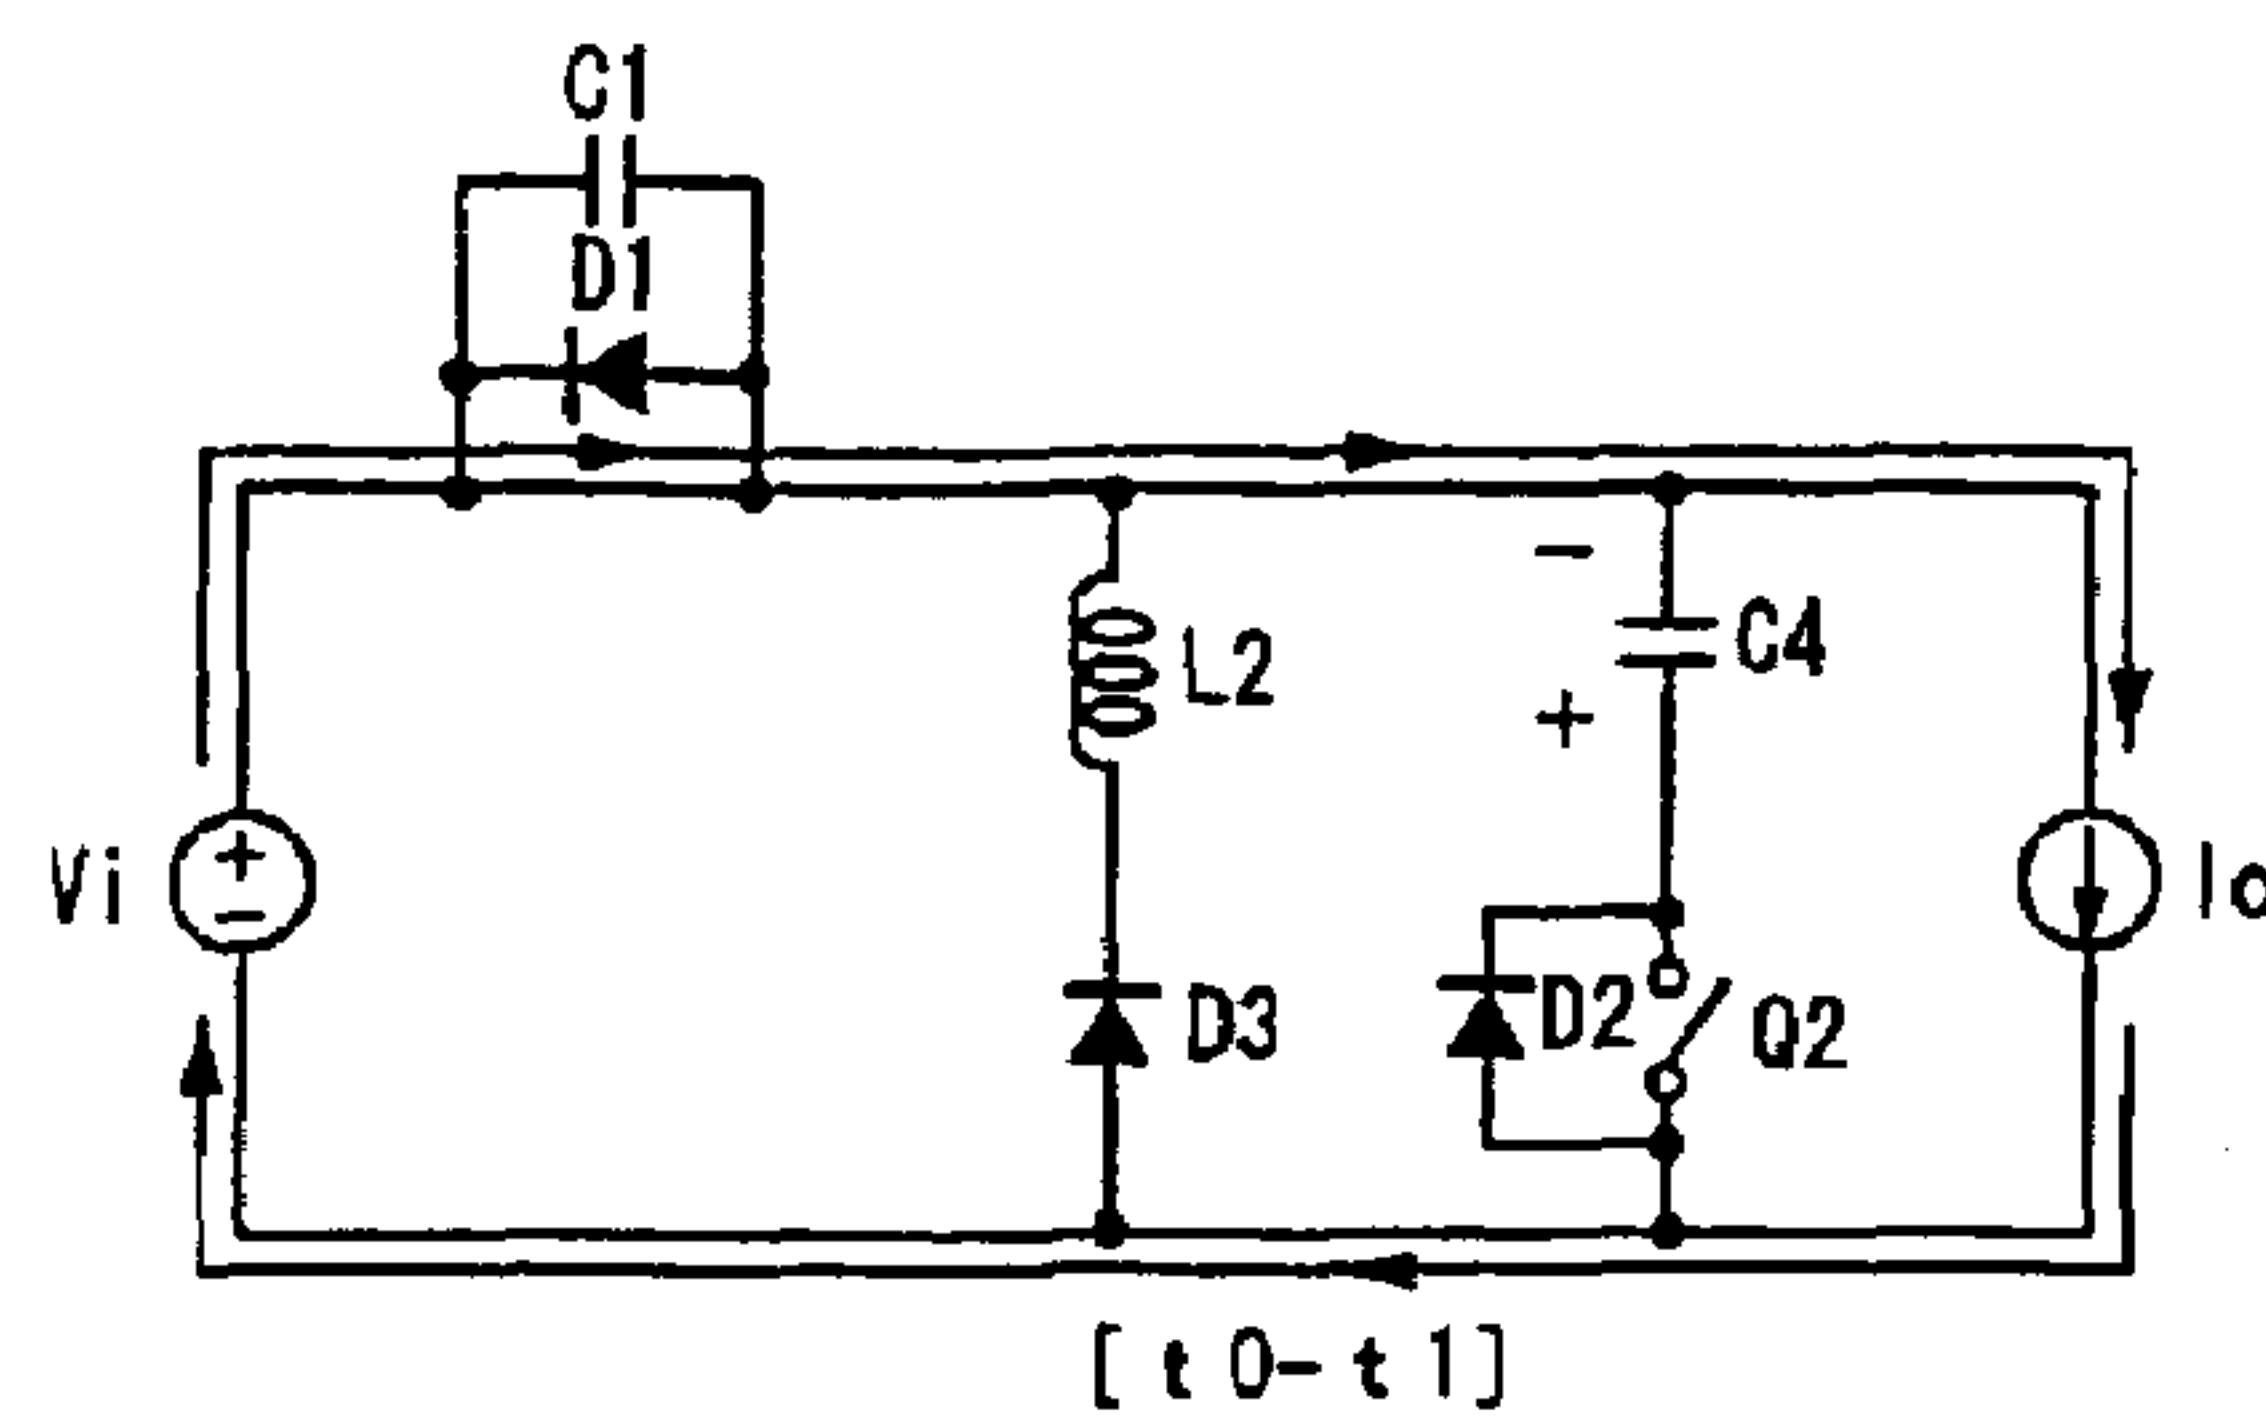 C1
D1
−
L2
C4
+
Vi
+
−
Io
D3
D2
Q2
[t0-t1]